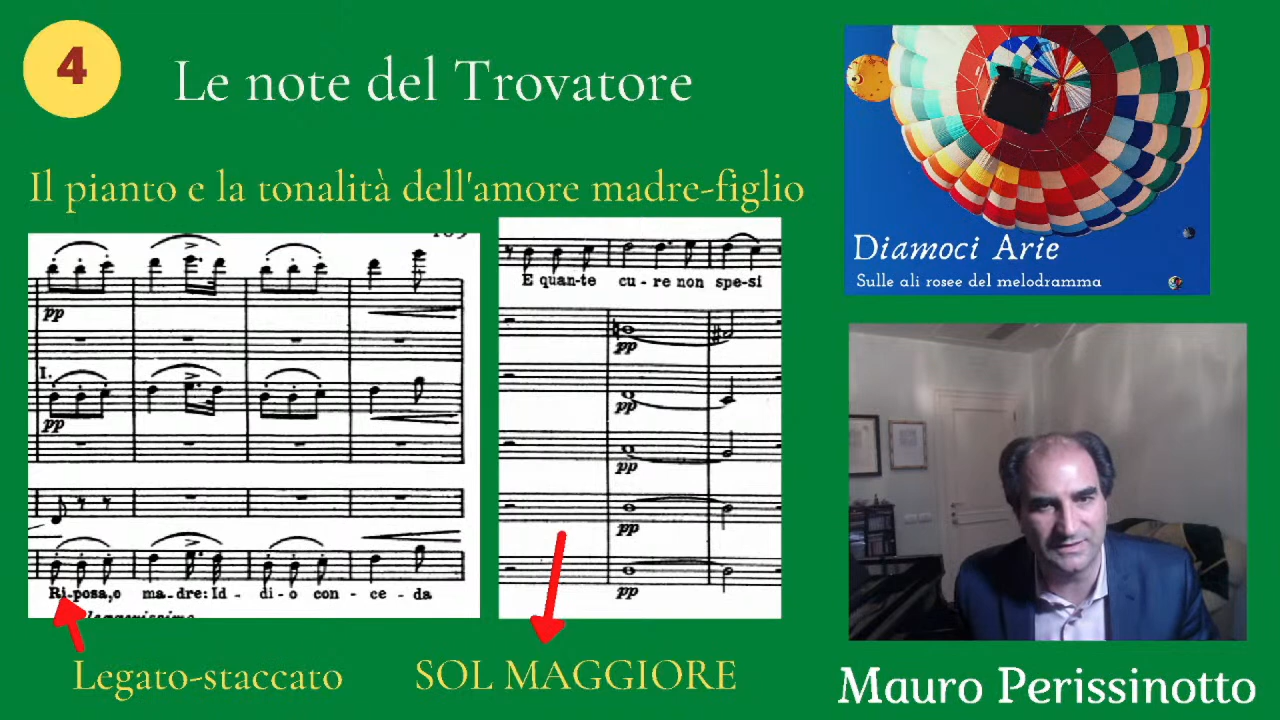 4
Le note del Trovatore
Il pianto e la tonalità dell'amore madre-figlio
pp
I.
pp
Ri-posa,o ma-dre: Id - di-o con - ce - da
leggerissimo
E quan-te cu - re non spe-si
pp
pp
pp
pp
pp
Legato-staccato
SOL MAGGIORE
Diamoci Arie
Sulle ali rosee del melodramma
Mauro Perissinotto